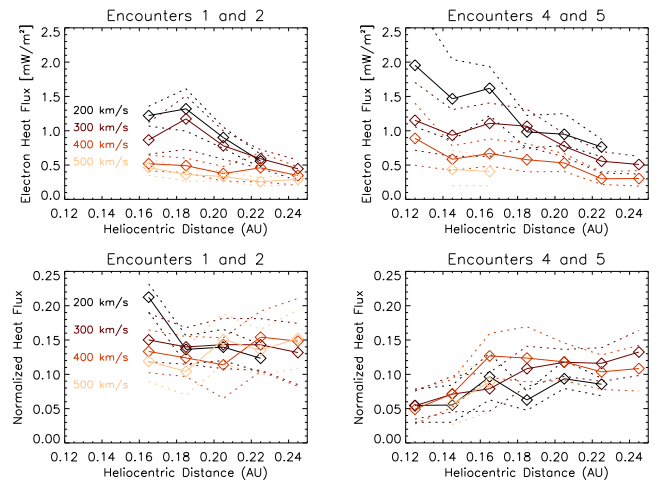 Encounters 1 and 2
Electron Heat Flux [mW/m²]
2.5
2.0
1.5
1.0
0.5
0.0
200 km/s
300 km/s
400 km/s
500 km/s
0.12 0.14 0.16 0.18 0.20 0.22 0.24
Heliocentric Distance (AU)
Encounters 4 and 5
Electron Heat Flux [mW/m²]
2.5
2.0
1.5
1.0
0.5
0.0
0.12 0.14 0.16 0.18 0.20 0.22 0.24
Heliocentric Distance (AU)
Encounters 1 and 2
Normalized Heat Flux
0.25
0.20
0.15
0.10
0.05
0.00
200 km/s
300 km/s
400 km/s
500 km/s
0.12 0.14 0.16 0.18 0.20 0.22 0.24
Heliocentric Distance (AU)
Encounters 4 and 5
Normalized Heat Flux
0.25
0.20
0.15
0.10
0.05
0.00
0.12 0.14 0.16 0.18 0.20 0.22 0.24
Heliocentric Distance (AU)